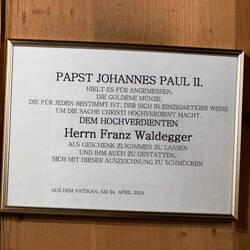 PAPST JOHANNES PAUL II.
HIELT ES FÜR ANGEMESSEN,
DIE GOLDENE MÜNZE,
DIE FÜR JEDEN BESTIMMT IST, DER SICH IN EINZIGARTIGER WEISE
UM DIE SACHE CHRISTI HOCHVERDIENT MACHT,
DEM HOCHVERDIENTEN
Herrn Franz Waldegger
ALS GESCHENK ZUKOMMEN ZU LASSEN
UND IHM AUCH ZU GESTATTEN,
SICH MIT DIESER AUSZEICHNUNG ZU SCHMÜCKEN
AUS DEM VATIKAN, AM 24. APRIL 2004